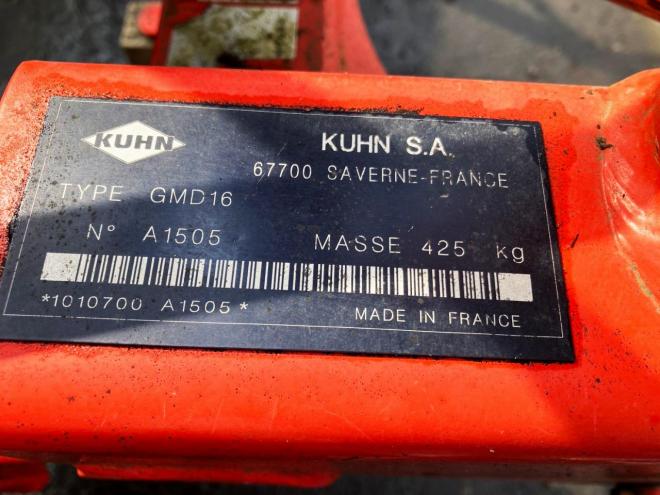 KUHN
KUHN S.A.
67700 SAVERNE-FRANCE
TYPE GMD16
N° A1505 MASSE 425 kg
*1010700 A1505*
MADE IN FRANCE